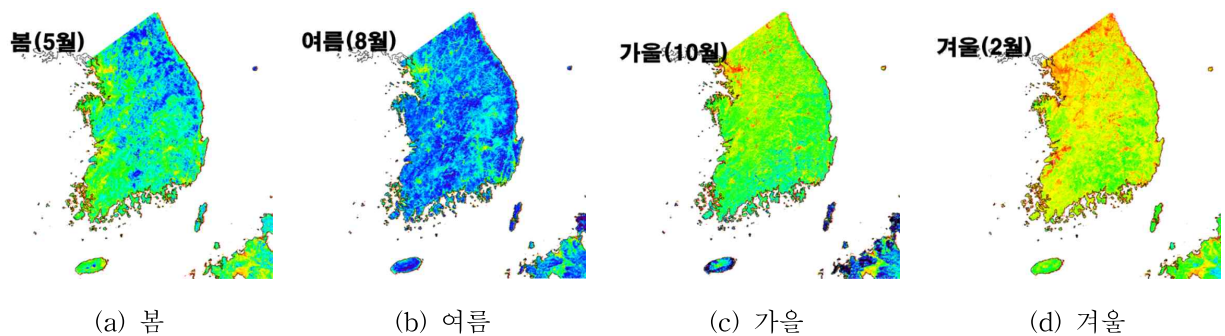 봄(5월)
여름(8월)
가을(10월)
겨울(2월)
(a) 봄
(b) 여름
(c) 가을
(d) 겨울